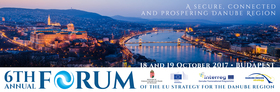 A SECURE, CONNECTED
AND PROSPERING DANUBE REGION
18 AND 19 OCTOBER 2017 • BUDAPEST
6TH
ANNUAL
FORUM
Interreg
OF THE EU STRATEGY FOR THE DANUBE REGION